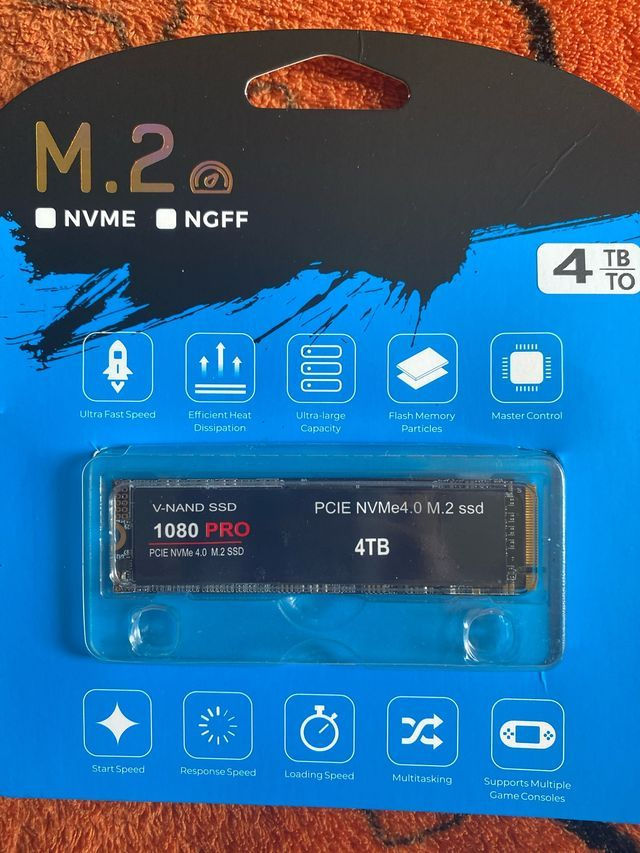 M.2
NVME NGFF
4 TB
TO
Ultra Fast Speed
Efficient Heat
Dissipation
Ultra-large
Capacity
Flash Memory
Particles
Master Control
V-NAND SSD
1080 PRO
PCIE NVMe 4.0 M.2 SSD
PCIE NVMe4.0 M.2 ssd
4TB
Start Speed
Response Speed
Loading Speed
Multitasking
Supports Multiple
Game Consoles